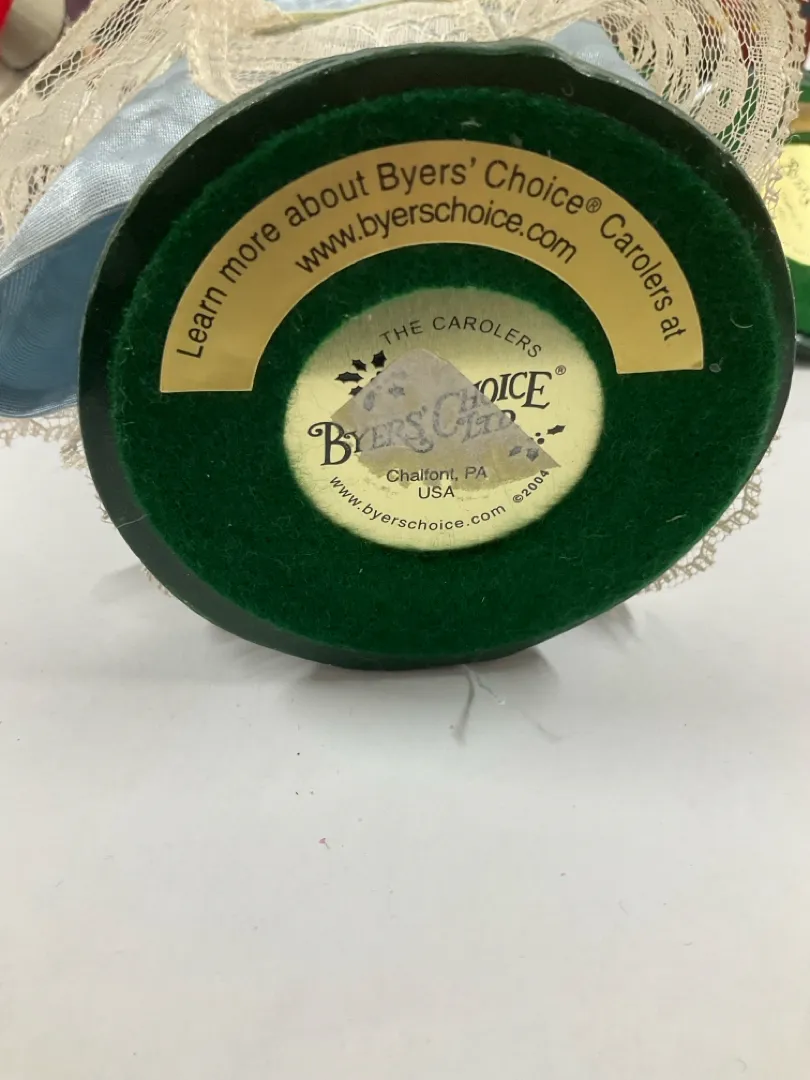 Learn more about Byers' Choice® Carolers at
www.byerschoice.com
THE CAROLERS
BYERS' CHOICE®
LTD
Chalfont, PA
USA
www.byerschoice.com ©2004